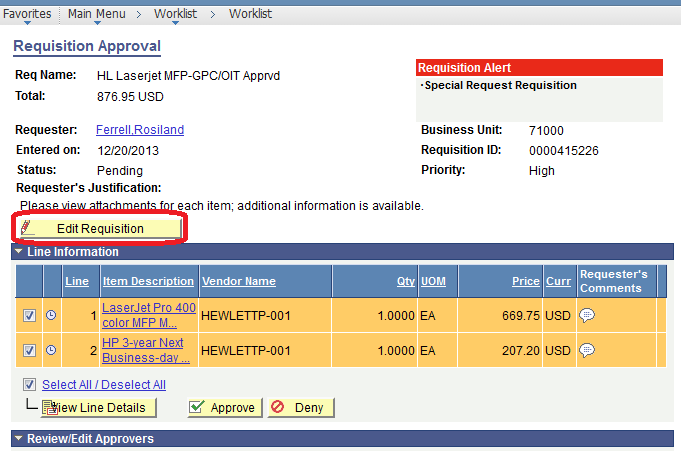 Favorites Main Menu > Worklist > Worklist
Requisition Approval
Req Name: HL Laserjet MFP-GPC/OIT Apprvd
Total: 876.95 USD
Requisition Alert
·Special Request Requisition
Requester: Ferrell,Rosiland
Business Unit: 71000
Entered on: 12/20/2013
Requisition ID: 0000415226
Status: Pending
Priority: High
Requester's Justification:
Please view attachments for each item; additional information is available.
Edit Requisition
Line Information
Line Item Description Vendor Name Qty UOM Price Curr Requester's
Comments
1 LaserJet Pro 400
color MFP M... HEWLETTP-001 1.0000 EA 669.75 USD
2 HP 3-year Next
Business-day ... HEWLETTP-001 1.0000 EA 207.20 USD
Select All / Deselect All
View Line Details Approve Deny
Review/Edit Approvers